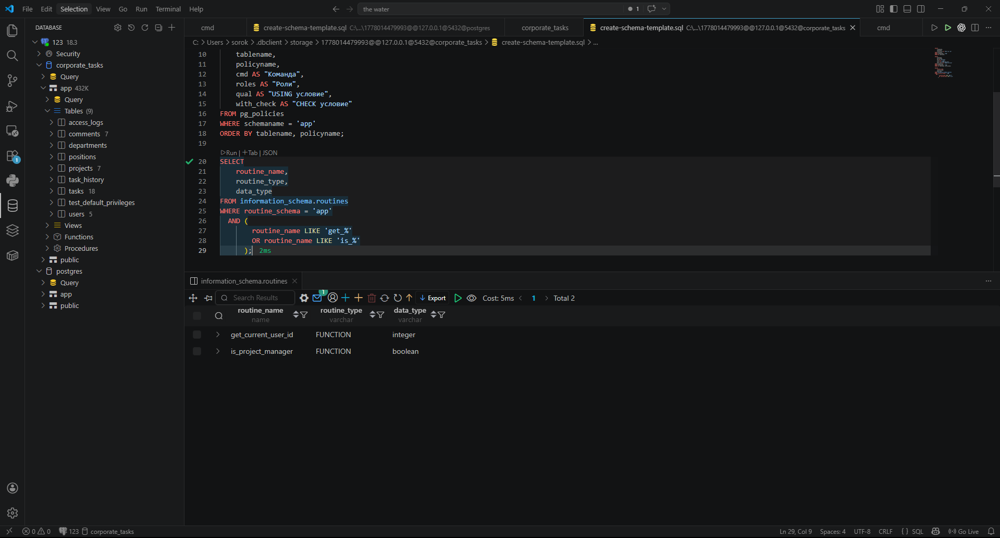 File Edit Selection View Go Run Terminal Help
the water
1
DATABASE
cmd
create-schema-template.sql C:\...\1778014479993@@127.0.0.1@5432@postgres
corporate_tasks
create-schema-template.sql C:\...\1778014479993@@127.0.0.1@5432@corporate_tasks
cmd
C: > Users > sorok > .dbclient > storage > 1778014479993@@127.0.0.1@5432@corporate_tasks > create-schema-template.sql > ...
123 18.3
Security
corporate_tasks
Query
app 432K
Query
Tables (9)
access_logs
comments 7
departments
positions
projects 7
task_history
tasks 18
test_default_privileges
users 5
Views
Functions
Procedures
public
postgres
Query
app
public
1
10 tablename,
11 policyname,
12 cmd AS "Команда",
13 roles AS "Роли",
14 qual AS "USING условие",
15 with_check AS "CHECK условие"
16 FROM pg_policies
17 WHERE schemaname = 'app'
18 ORDER BY tablename, policyname;
19
Run | Tab | JSON
20 SELECT
21 routine_name,
22 routine_type,
23 data_type
24 FROM information_schema.routines
25 WHERE routine_schema = 'app'
26 AND (
27 routine_name LIKE 'get_%'
28 OR routine_name LIKE 'is_%'
29 ); 2ms
information_schema.routines
Search Results
1
Export
Cost: 5ms < 1 > Total 2
routine_name routine_type data_type
name varchar varchar
get_current_user_id FUNCTION integer
is_project_manager FUNCTION boolean
0 0 123 corporate_tasks
Ln 29, Col 9 Spaces: 4 UTF-8 CRLF { } SQL Go Live